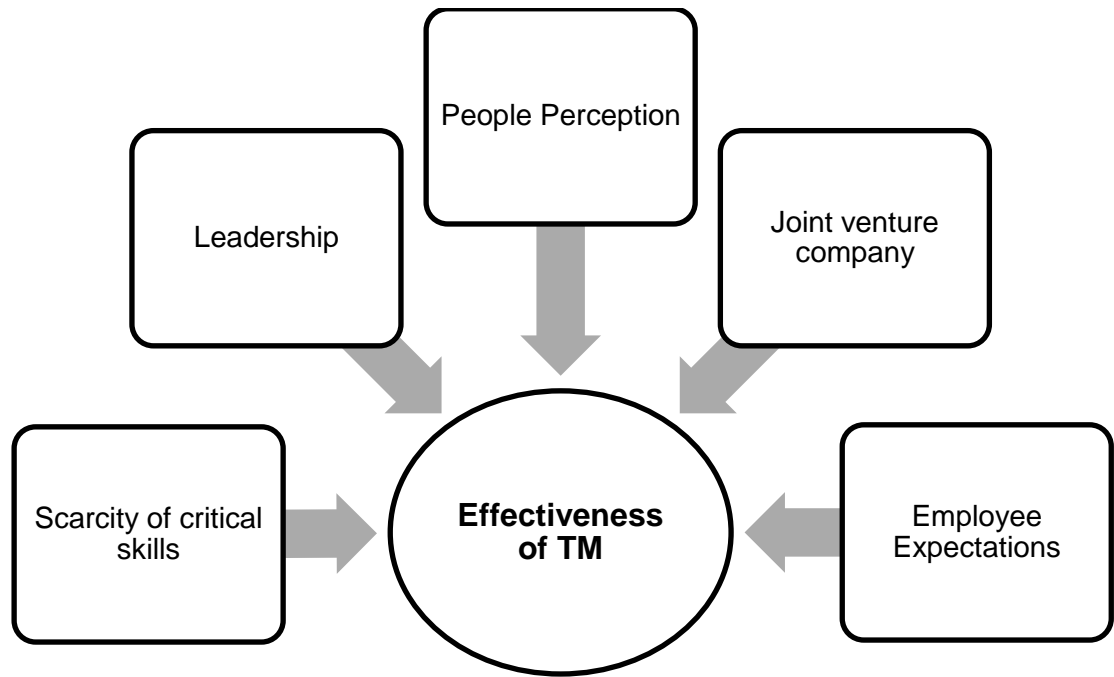 People Perception
Leadership
Joint venture
company
Scarcity of critical
skills
Effectiveness
of TM
Employee
Expectations